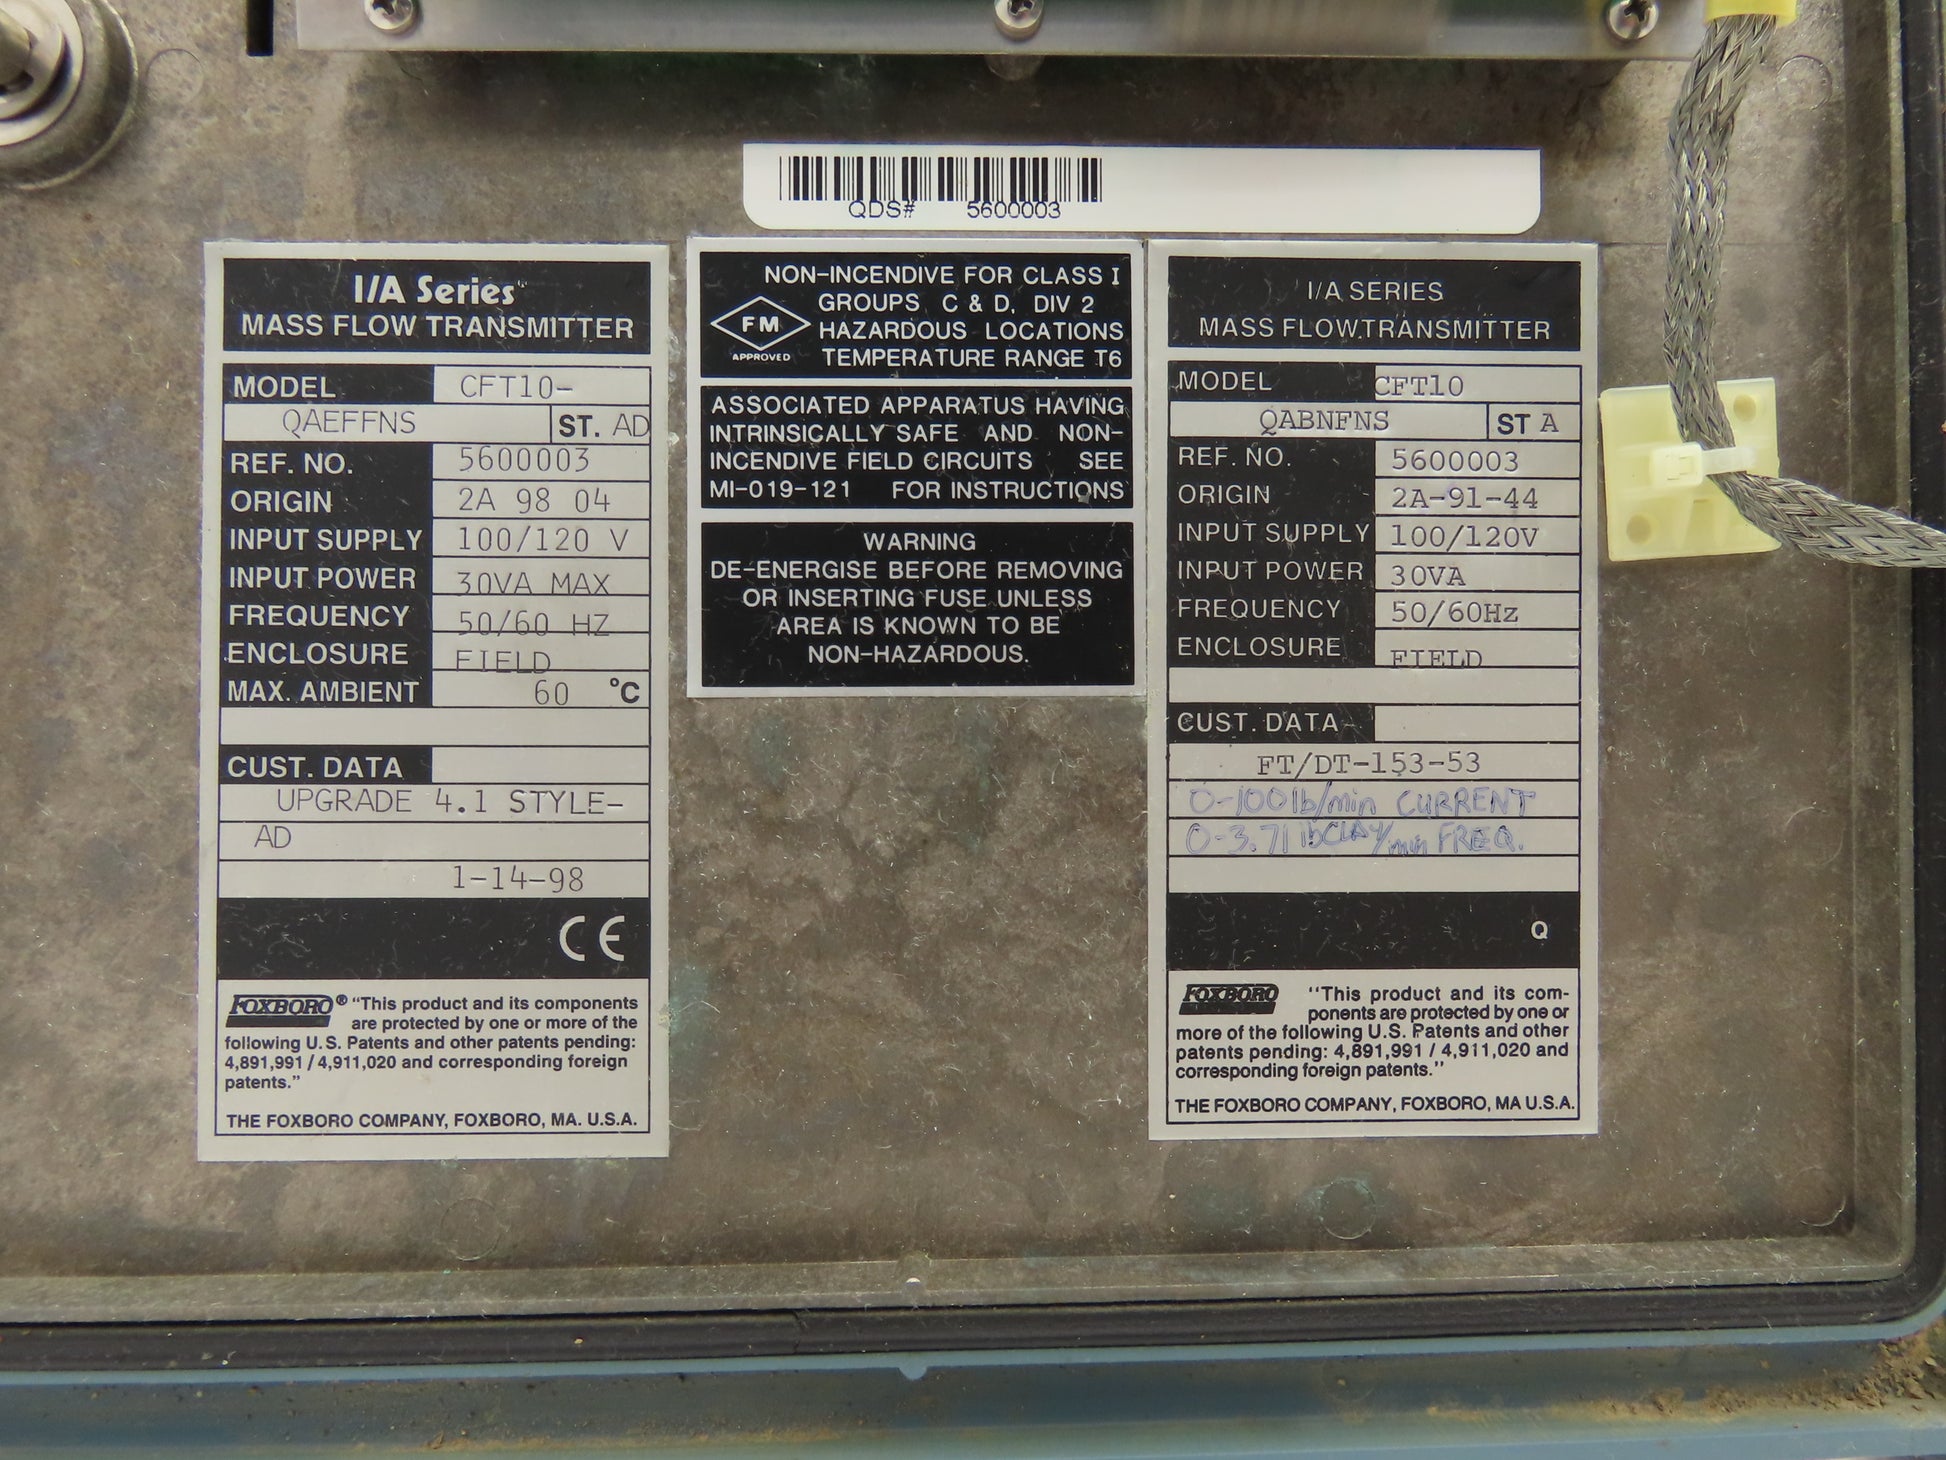 QDS# 5600003
I/A Series™
MASS FLOW TRANSMITTER
MODEL CFT10-
QAEFFNS ST. AD
REF. NO. 5600003
ORIGIN 2A 98 04
INPUT SUPPLY 100/120 V
INPUT POWER 30VA MAX
FREQUENCY 50/60 HZ
ENCLOSURE FIELD
MAX. AMBIENT 60 °C
CUST. DATA
UPGRADE 4.1 STYLE-
AD
1-14-98
CE
FOXBORO® "This product and its components
are protected by one or more of the
following U.S. Patents and other patents pending:
4,891,991 / 4,911,020 and corresponding foreign
patents."
THE FOXBORO COMPANY, FOXBORO, MA. U.S.A.
NON-INCENDIVE FOR CLASS I
GROUPS, C & D, DIV 2
HAZARDOUS LOCATIONS
TEMPERATURE RANGE T6
FM
APPROVED
ASSOCIATED APPARATUS HAVING
INTRINSICALLY SAFE AND NON-
INCENDIVE FIELD CIRCUITS SEE
MI-019-121 FOR INSTRUCTIONS
WARNING
DE-ENERGISE BEFORE REMOVING
OR INSERTING FUSE UNLESS
AREA IS KNOWN TO BE
NON-HAZARDOUS.
I/A SERIES
MASS FLOW TRANSMITTER
MODEL CFT10
QABNFNS ST A
REF. NO. 5600003
ORIGIN 2A-91-44
INPUT SUPPLY 100/120V
INPUT POWER 30VA
FREQUENCY 50/60Hz
ENCLOSURE FIELD
CUST. DATA
FT/DT-153-53
0-100 lb/min CURRENT
0-3.71 lbCLAY/min FREQ.
Q
FOXBORO "This product and its com-
ponents are protected by one or
more of the following U.S. Patents and other
patents pending: 4,891,991 / 4,911,020 and
corresponding foreign patents."
THE FOXBORO COMPANY, FOXBORO, MA U.S.A.